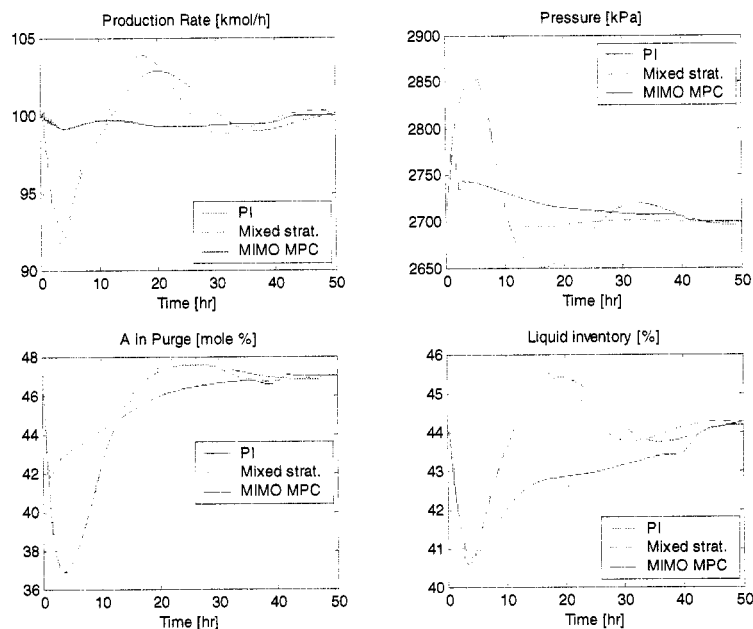 Production Rate [kmol/h]
105
100
95
90
0 10 20 30 40 50
Time [hr]
PI
Mixed strat.
MIMO MPC
Pressure [kPa]
2900
2850
2800
2750
2700
2650
0 10 20 30 40 50
Time [hr]
PI
Mixed strat.
MIMO MPC
A in Purge [mole %]
48
46
44
42
40
38
36
0 10 20 30 40 50
Time [hr]
PI
Mixed strat.
MIMO MPC
Liquid inventory [%]
46
45
44
43
42
41
40
0 10 20 30 40 50
Time [hr]
PI
Mixed strat.
MIMO MPC